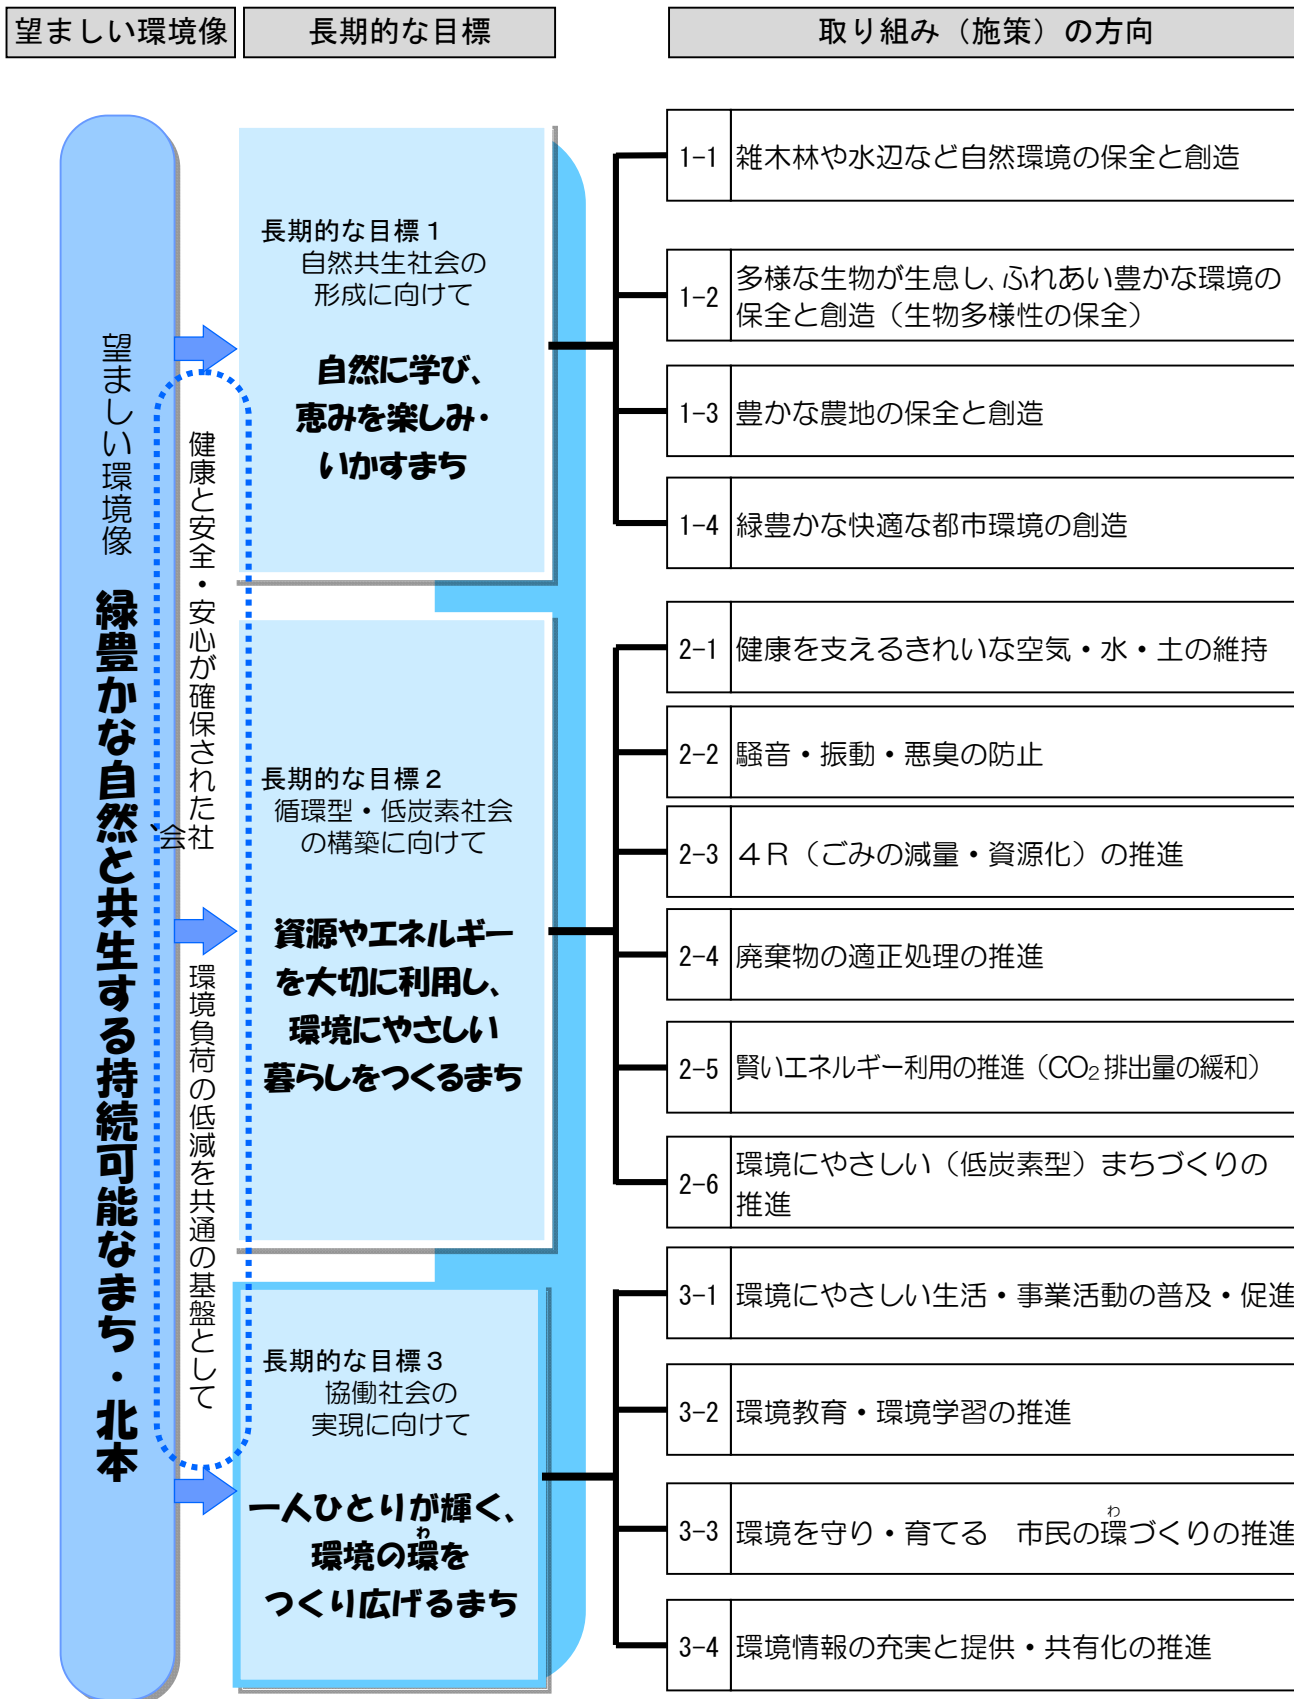 望ましい環境像
長期的な目標
取り組み（施策）の方向
望ましい環境像 緑豊かな自然と共生する持続可能なまち・北本
健康と安全・安心が確保された社会、
環境負荷の低減を共通の基盤として
長期的な目標１
自然共生社会の
形成に向けて
自然に学び、
恵みを楽しみ・
いかすまち
1-1 雑木林や水辺など自然環境の保全と創造
1-2 多様な生物が生息し、ふれあい豊かな環境の
保全と創造（生物多様性の保全）
1-3 豊かな農地の保全と創造
1-4 緑豊かな快適な都市環境の創造
長期的な目標２
循環型・低炭素社会
の構築に向けて
資源やエネルギー
を大切に利用し、
環境にやさしい
暮らしをつくるまち
2-1 健康を支えるきれいな空気・水・土の維持
2-2 騒音・振動・悪臭の防止
2-3 ４Ｒ（ごみの減量・資源化）の推進
2-4 廃棄物の適正処理の推進
2-5 賢いエネルギー利用の推進（CO₂排出量の緩和）
2-6 環境にやさしい（低炭素型）まちづくりの
推進
長期的な目標３
協働社会の
実現に向けて
一人ひとりが輝く、
わ
環境の環を
つくり広げるまち
3-1 環境にやさしい生活・事業活動の普及・促進
3-2 環境教育・環境学習の推進
わ
3-3 環境を守り・育てる　市民の環づくりの推進
3-4 環境情報の充実と提供・共有化の推進